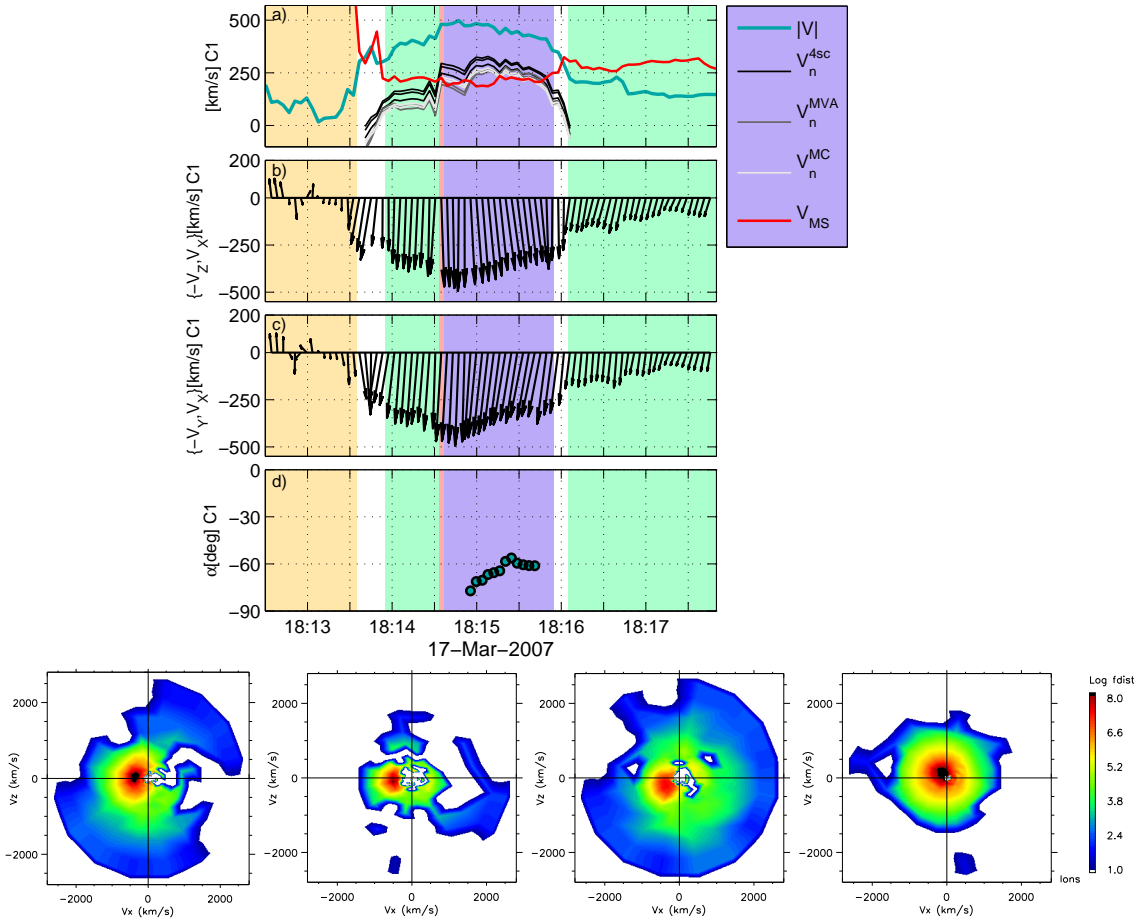 a)
500
250
0
[km/s] C1
|V|
V_n^{4sc}
V_n^{MVA}
V_n^{MC}
V_{MS}
b)
200
0
−250
−500
{−V_Z,V_X}[km/s] C1
c)
200
0
−250
−500
{−V_Y,V_X}[km/s] C1
d)
0
−30
−60
−90
α[deg] C1
18:13 18:14 18:15 18:16 18:17
17−Mar−2007
2000
0
−2000
Vz (km/s)
−2000 0 2000
Vx (km/s)
2000
0
−2000
Vz (km/s)
−2000 0 2000
Vx (km/s)
2000
0
−2000
Vz (km/s)
−2000 0 2000
Vx (km/s)
2000
0
−2000
Vz (km/s)
−2000 0 2000
Vx (km/s)
Log fdist
8.0
6.6
5.2
3.8
2.4
1.0
Ions